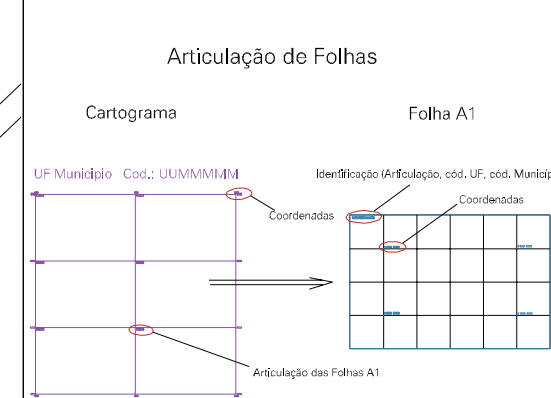 Articulação de Folhas
Cartograma
Folha A1
UF Municipio Cod.: UUMMMMM
Identificação (Articulação, cód. UF, cód. Municíp
Coordenadas
Coordenadas
Articulação das Folhas A1